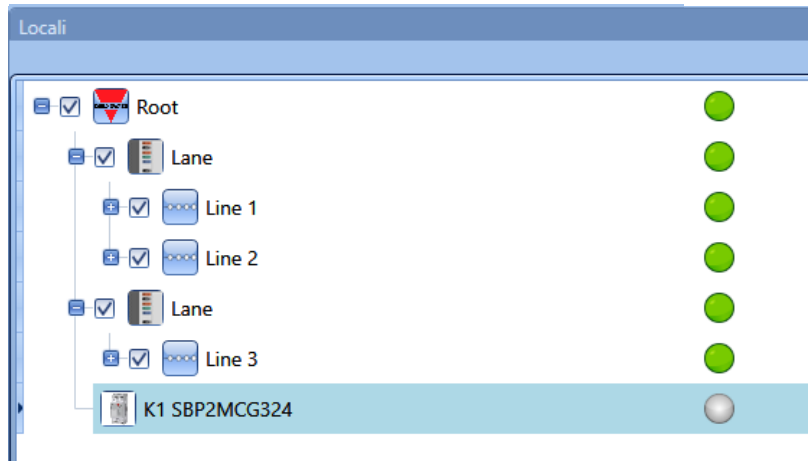 Locali
Root
Lane
Line 1
Line 2
Lane
Line 3
K1 SBP2MCG324